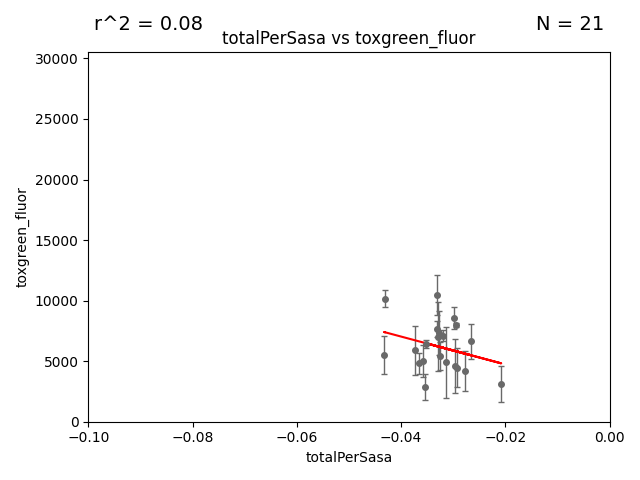 r^2 = 0.08
N = 21
totalPerSasa vs toxgreen_fluor
30000
25000
20000
15000
10000
5000
0
toxgreen_fluor
−0.10
−0.08
−0.06
−0.04
−0.02
0.00
totalPerSasa